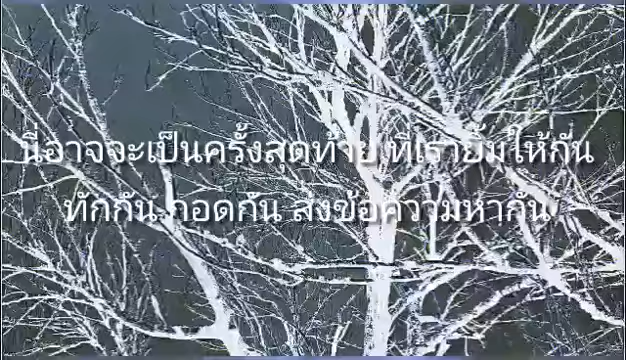 นี่อาจจะเป็นครั้งสุดท้าย ที่เรายิ้มให้กัน
ทักกัน กอดกัน ส่งข้อความหากัน